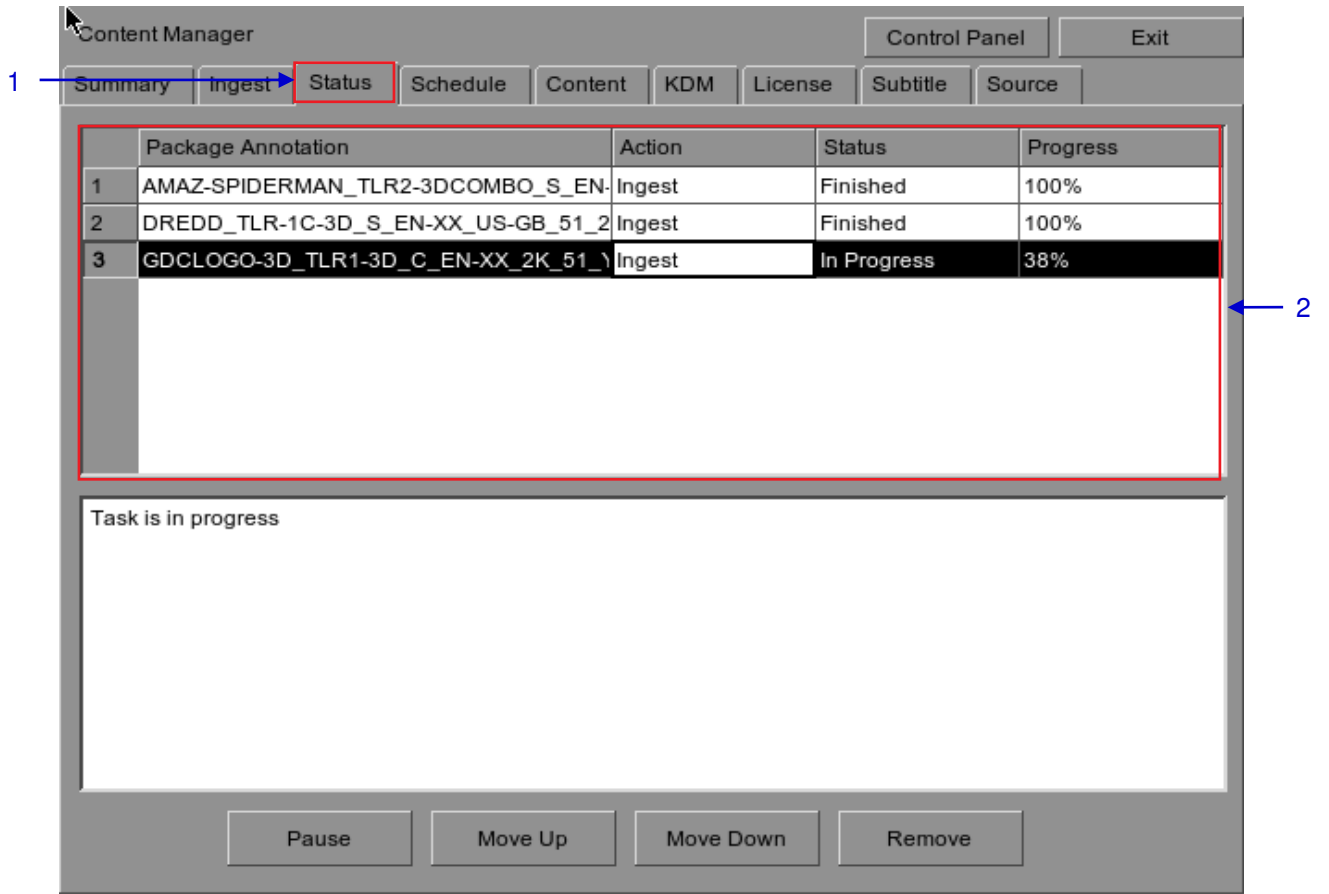 Content Manager Control Panel Exit
1 Summary Ingest Status Schedule Content KDM License Subtitle Source
Package Annotation Action Status Progress
1 AMAZ-SPIDERMAN_TLR2-3DCOMBO_S_EN- Ingest Finished 100%
2 DREDD_TLR-1C-3D_S_EN-XX_US-GB_51_2 Ingest Finished 100%
3 GDCLOGO-3D_TLR1-3D_C_EN-XX_2K_51_ Ingest In Progress 38%
2
Task is in progress
Pause Move Up Move Down Remove